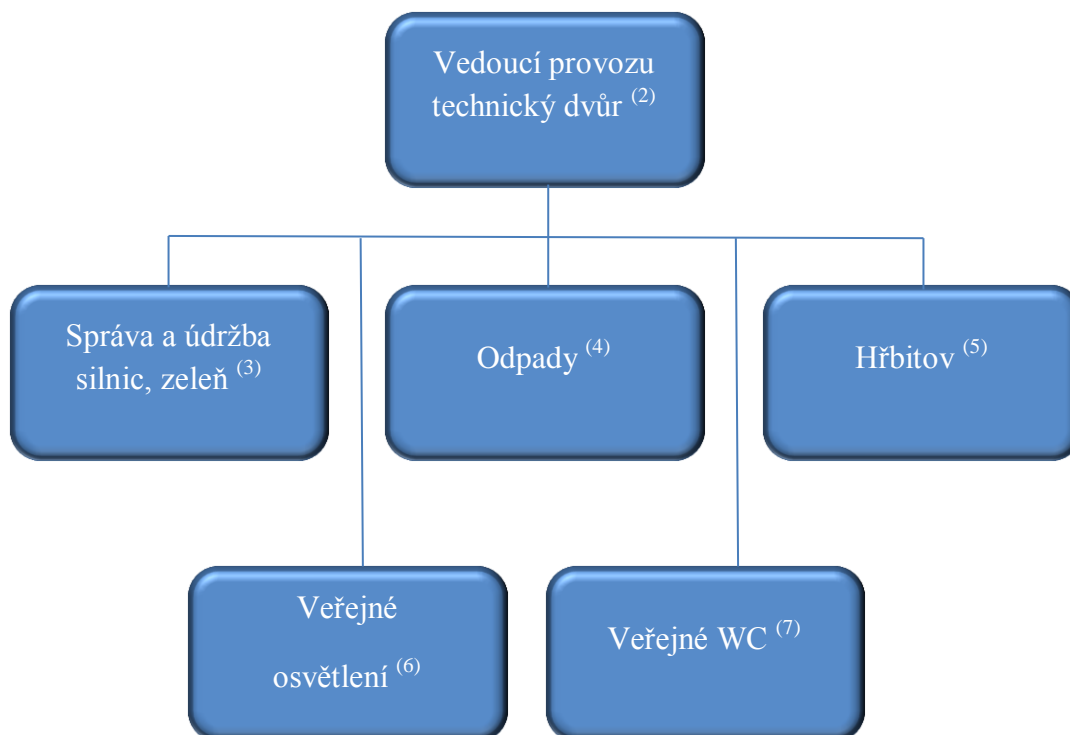 Vedoucí provozu
technický dvůr (2)
Správa a údržba
silnic, zeleň (3)
Odpady (4)
Hřbitov (5)
Veřejné
osvětlení (6)
Veřejné WC (7)